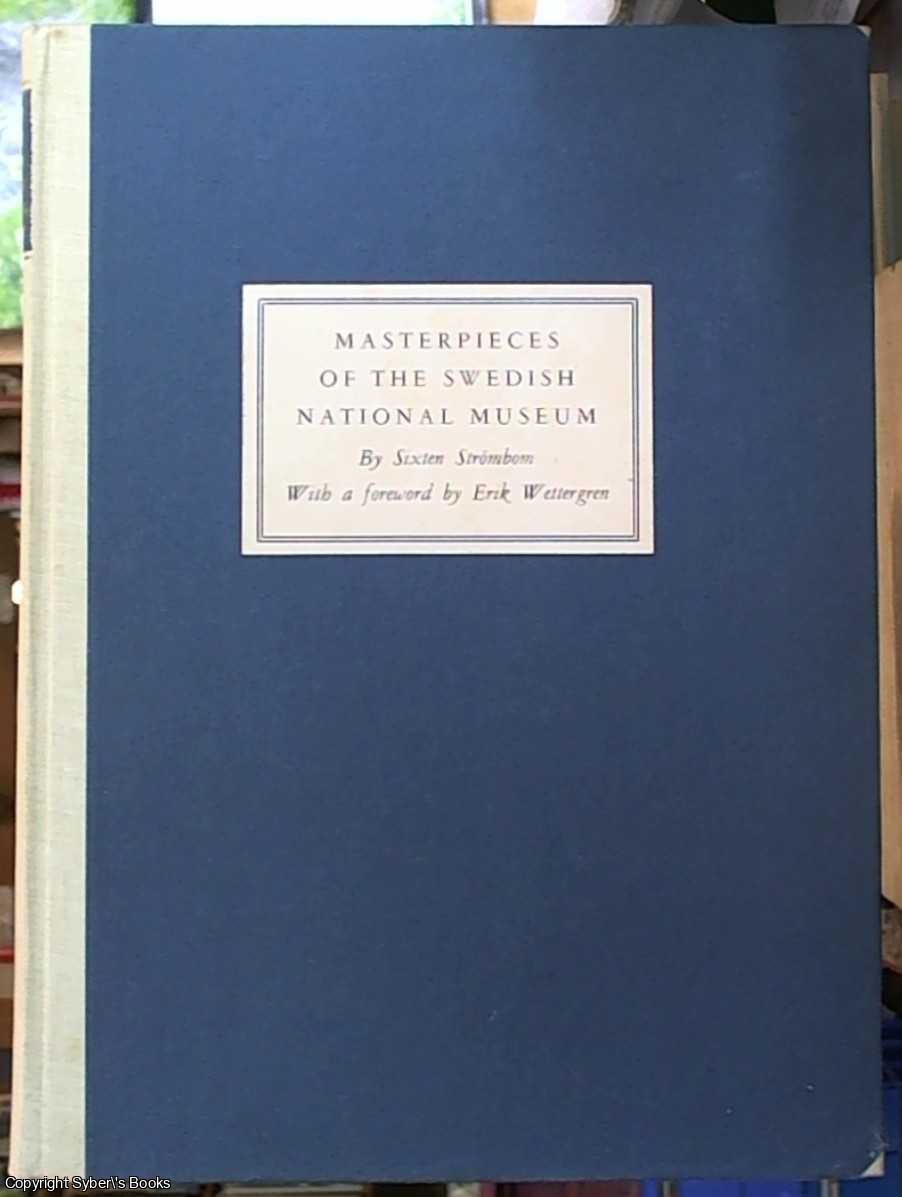 MASTERPIECES
OF THE SWEDISH
NATIONAL MUSEUM
By Sixten Strömbom
With a foreword by Erik Wettergren
Copyright Syber\'s Books